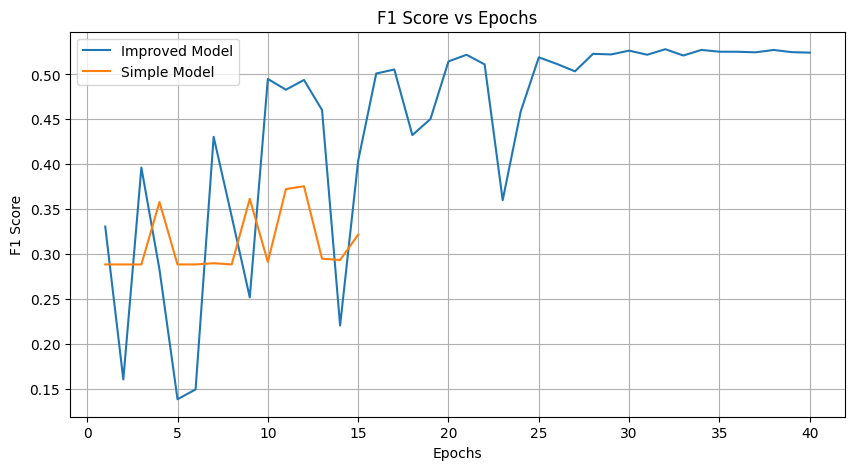 F1 Score vs Epochs
Improved Model
Simple Model
F1 Score
0.50
0.45
0.40
0.35
0.30
0.25
0.20
0.15
0 5 10 15 20 25 30 35 40
Epochs